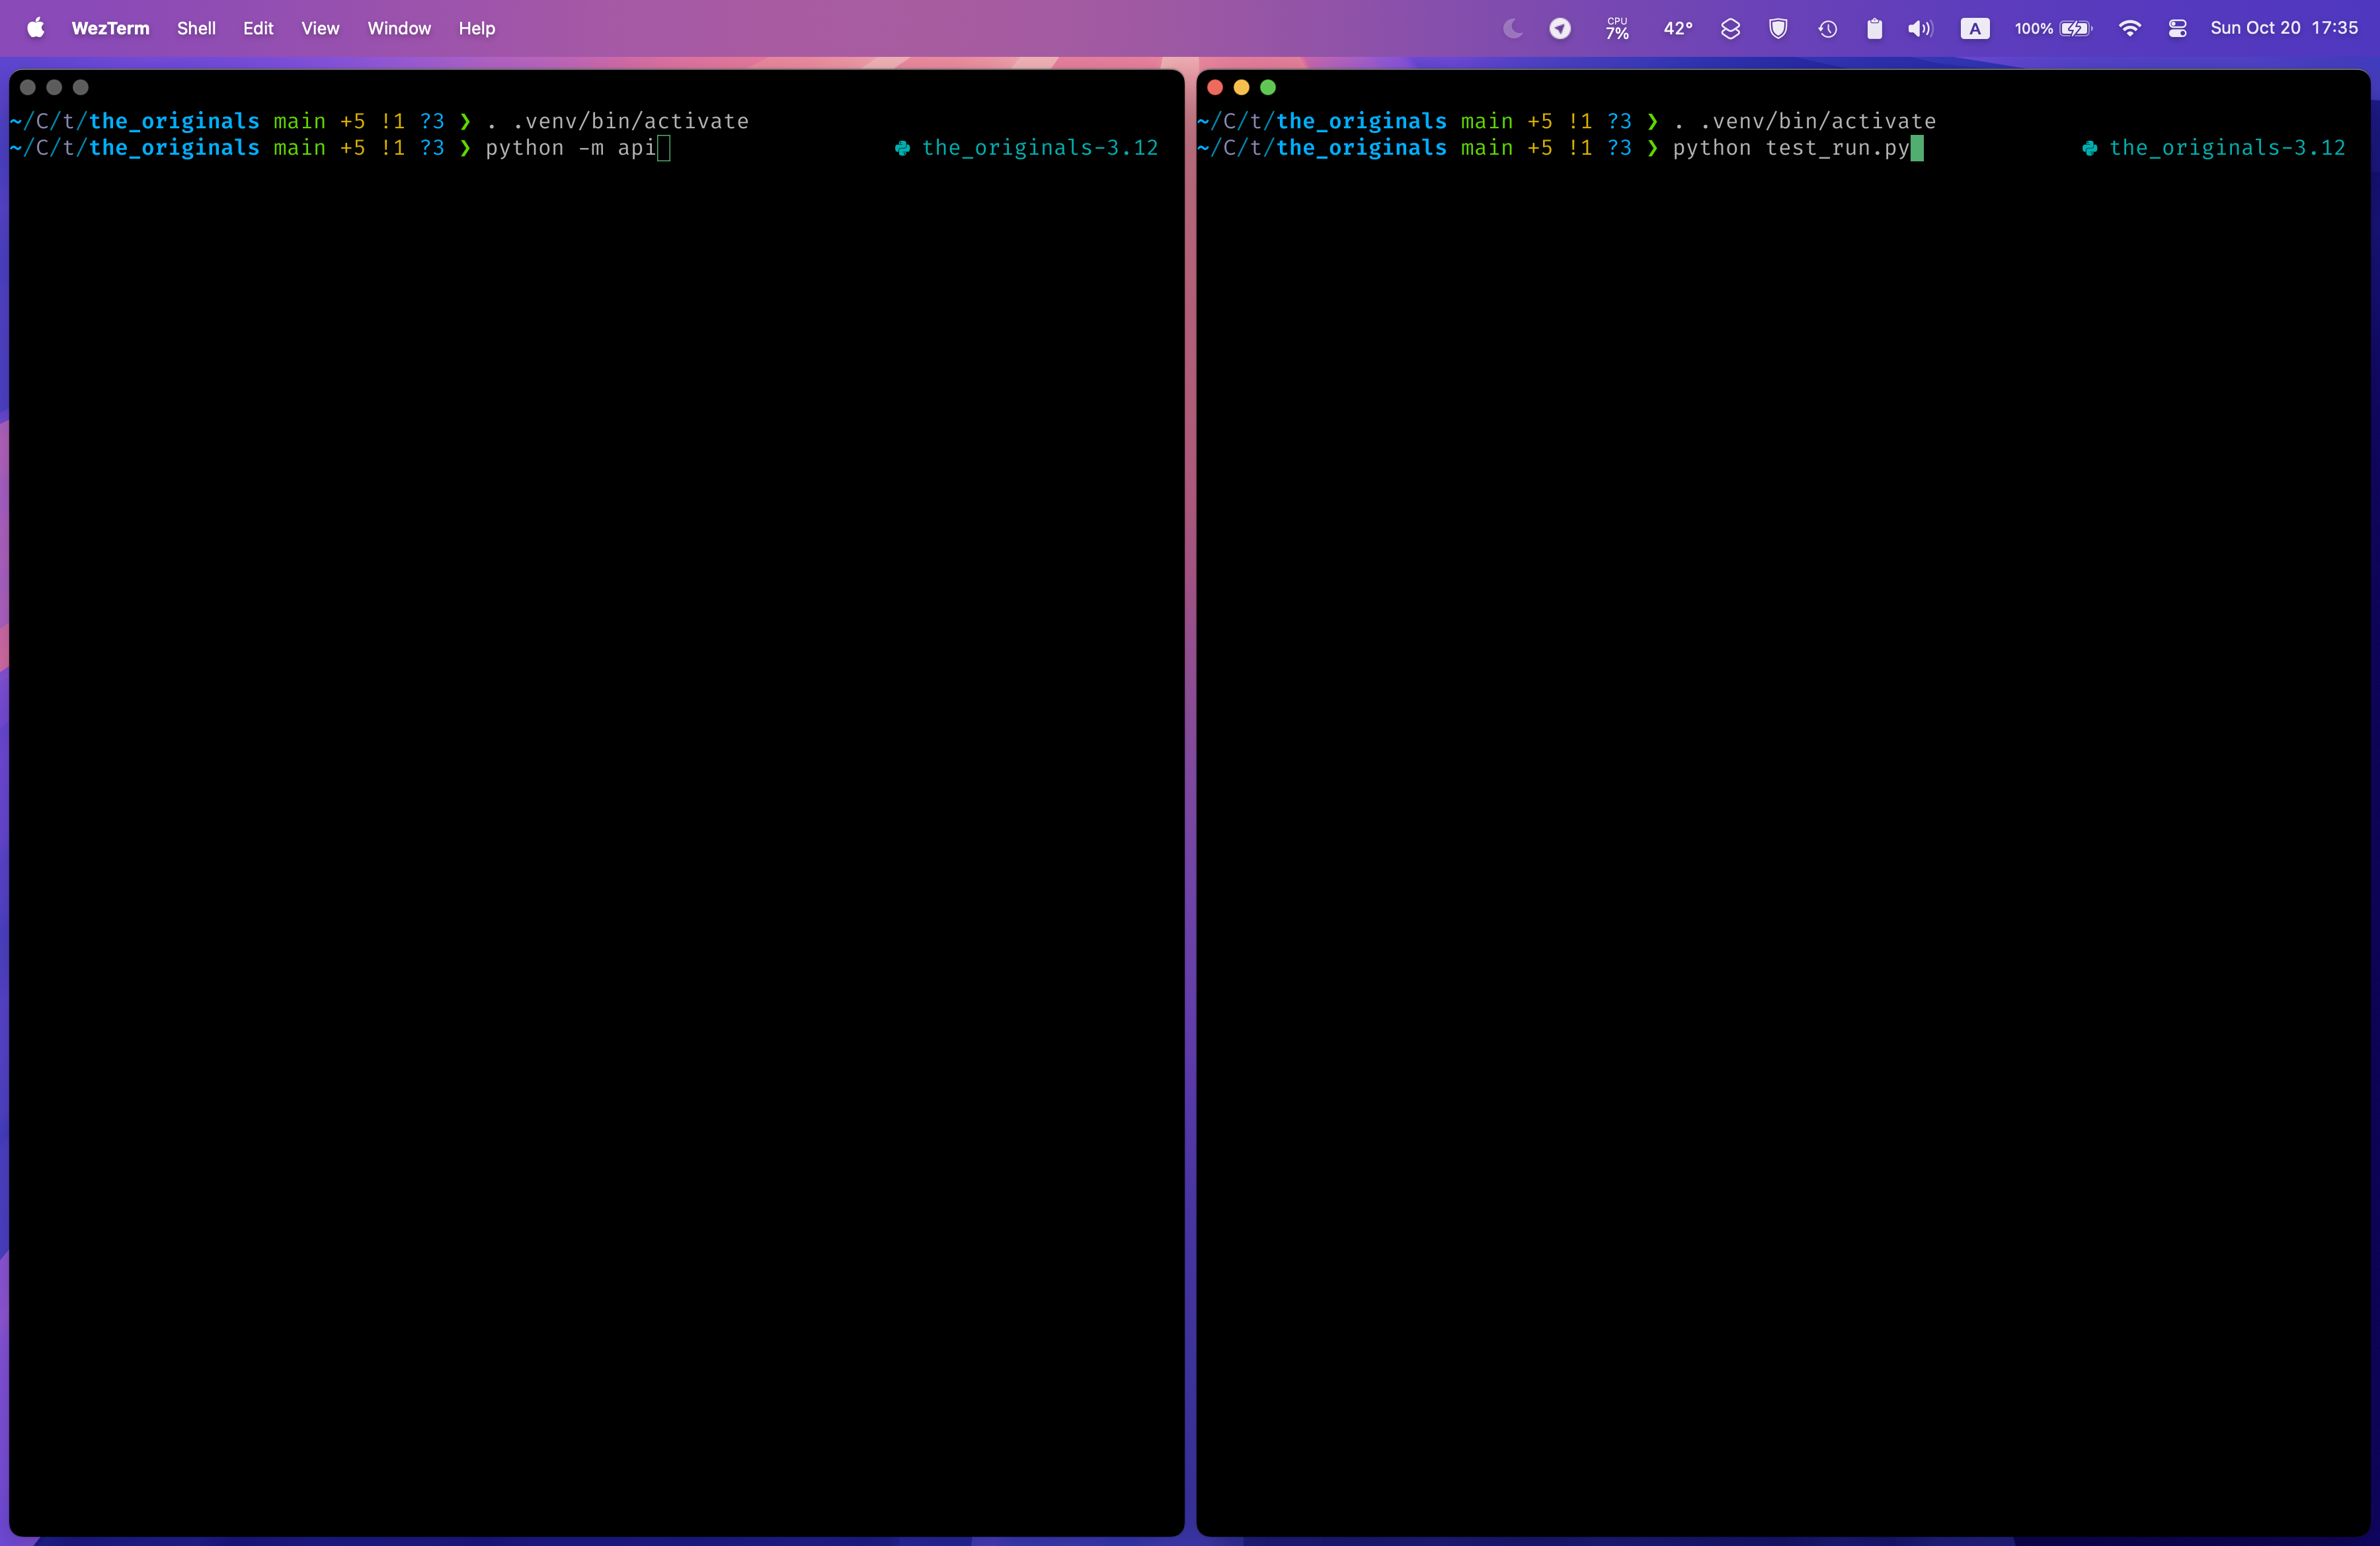 WezTerm Shell Edit View Window Help CPU 7% 42° A 100% Sun Oct 20 17:35
~/C/t/the_originals main +5 !1 ?3 ❯ . .venv/bin/activate
~/C/t/the_originals main +5 !1 ?3 ❯ python -m api the_originals-3.12
~/C/t/the_originals main +5 !1 ?3 ❯ . .venv/bin/activate
~/C/t/the_originals main +5 !1 ?3 ❯ python test_run.py the_originals-3.12